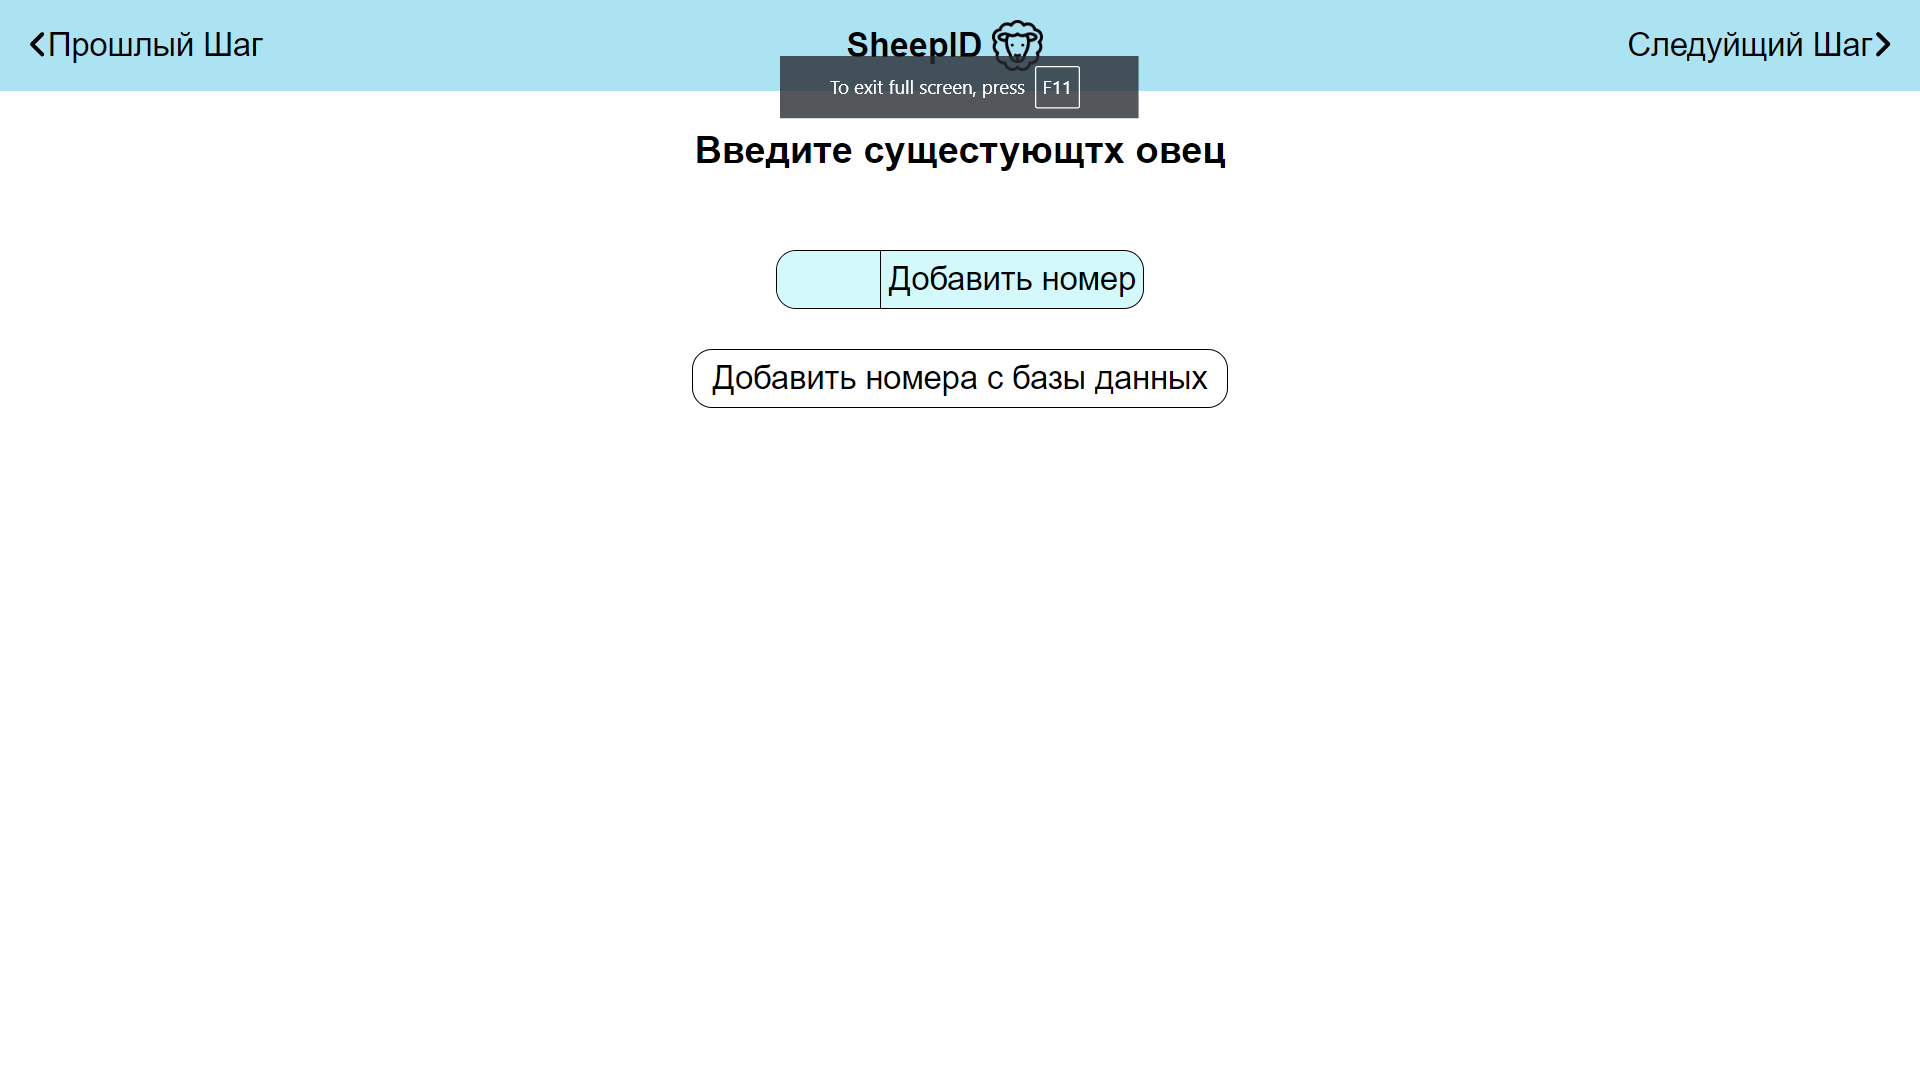 Прошлый Шаг
SheepID
Следуйщий Шаг
To exit full screen, press F11
Введите сущестующтх овец
Добавить номер
Добавить номера с базы данных